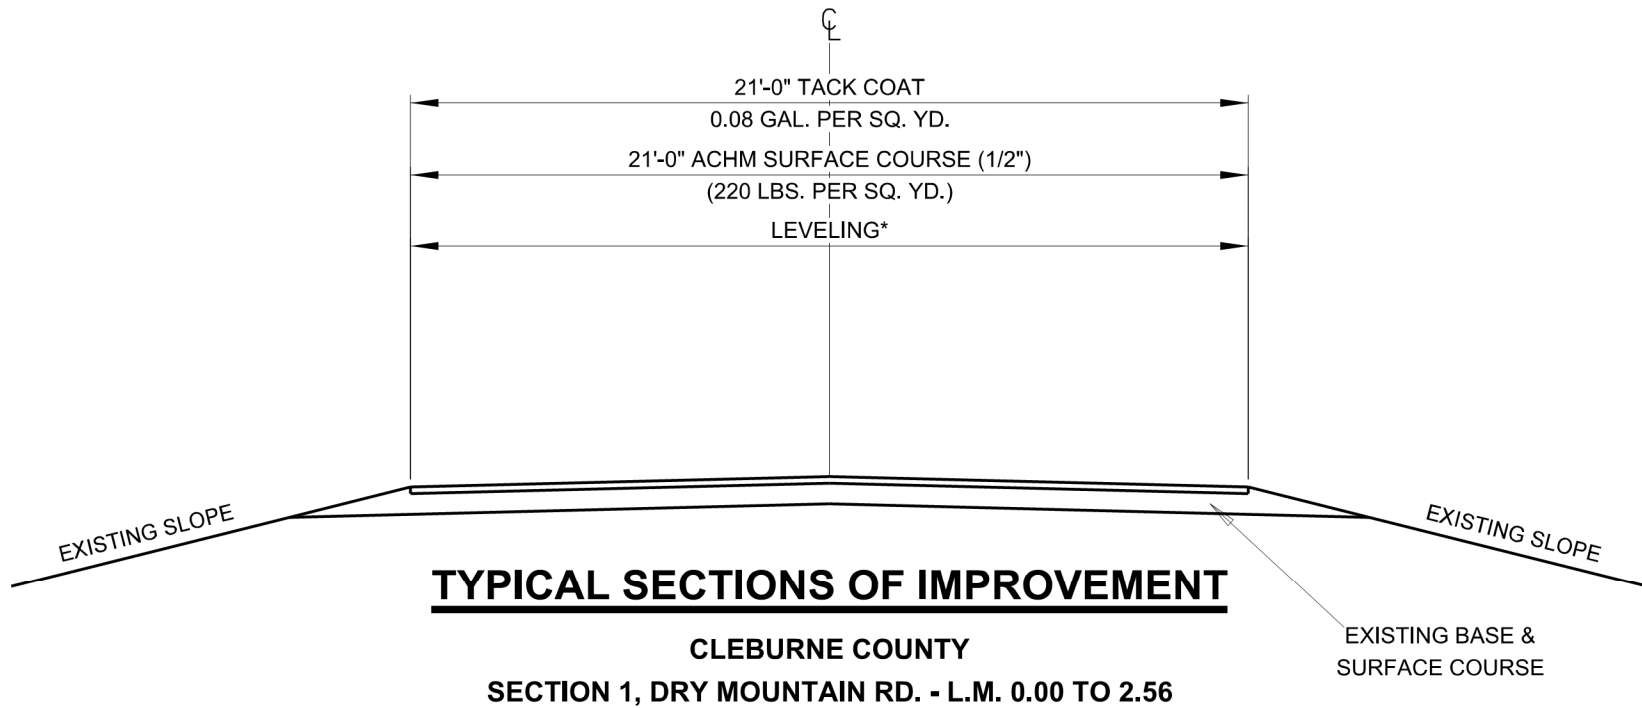 ℄
21'-0" TACK COAT
0.08 GAL. PER SQ. YD.
21'-0" ACHM SURFACE COURSE (1/2")
(220 LBS. PER SQ. YD.)
LEVELING*
EXISTING SLOPE
EXISTING SLOPE
TYPICAL SECTIONS OF IMPROVEMENT
CLEBURNE COUNTY
SECTION 1, DRY MOUNTAIN RD. - L.M. 0.00 TO 2.56
EXISTING BASE &
SURFACE COURSE